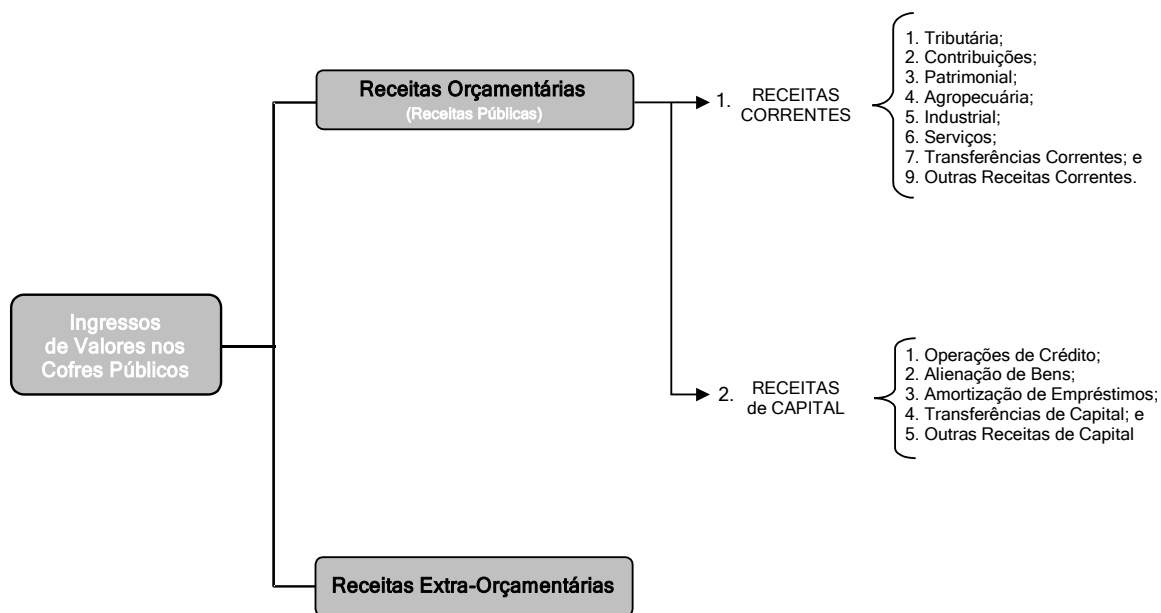 Ingressos
de Valores nos
Cofres Públicos
Receitas Orçamentárias
(Receitas Públicas)
1. RECEITAS
CORRENTES
1. Tributária;
2. Contribuições;
3. Patrimonial;
4. Agropecuária;
5. Industrial;
6. Serviços;
7. Transferências Correntes; e
9. Outras Receitas Correntes.
2. RECEITAS
de CAPITAL
1. Operações de Crédito;
2. Alienação de Bens;
3. Amortização de Empréstimos;
4. Transferências de Capital; e
5. Outras Receitas de Capital
Receitas Extra-Orçamentárias